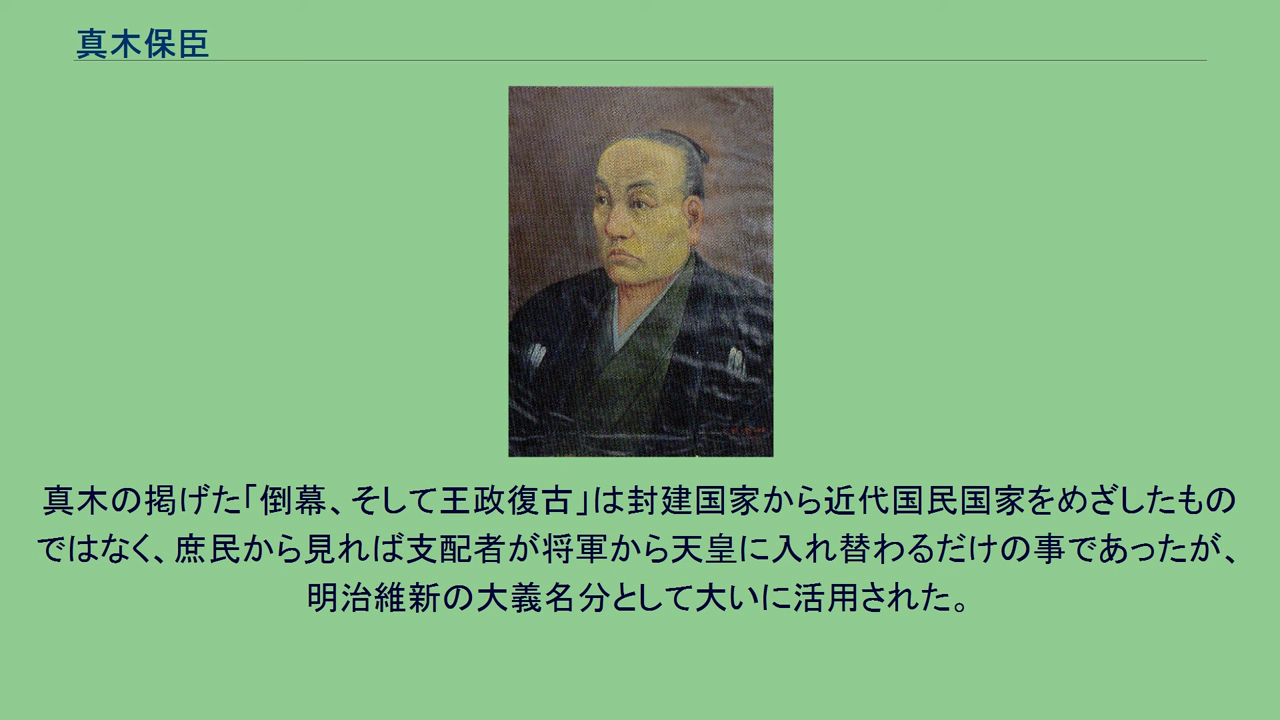 真木保臣
真木の掲げた「倒幕、そして王政復古」は封建国家から近代国民国家をめざしたもの
ではなく、庶民から見れば支配者が将軍から天皇に入れ替わるだけの事であったが、
明治維新の大義名分として大いに活用された。